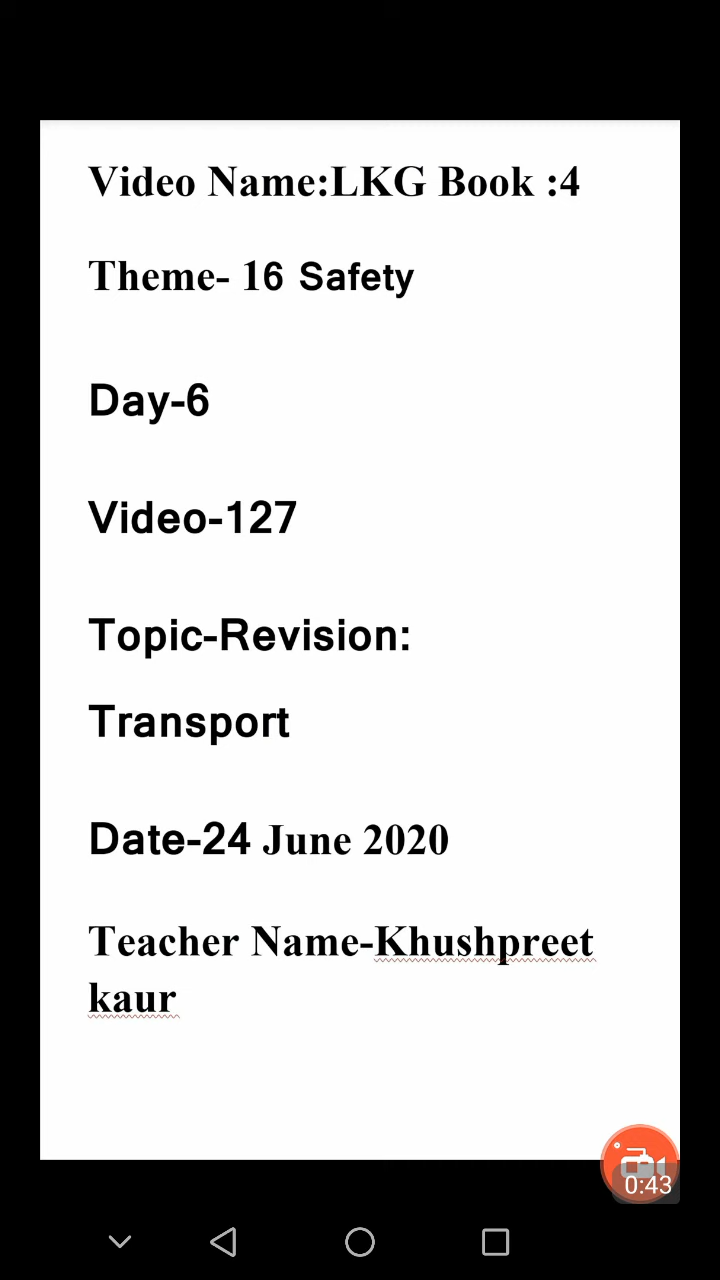 Video Name:LKG Book :4
Theme- 16 Safety
Day-6
Video-127
Topic-Revision:
Transport
Date-24 June 2020
Teacher Name-Khushpreet
kaur
0:43